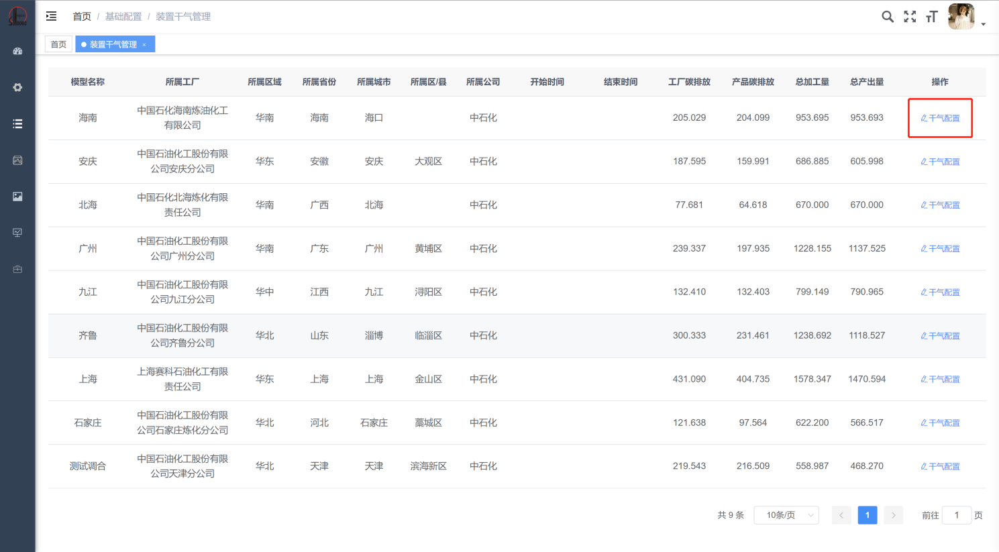 首页 / 基础配置 / 装置干气管理
首页
装置干气管理 ×
模型名称 所属工厂 所属区域 所属省份 所属城市 所属区/县 所属公司 开始时间 结束时间 工厂碳排放 产品碳排放 总加工量 总产出量 操作
海南 中国石化海南炼油化工 华南 海南 海口 中石化 205.029 204.099 953.695 953.693 干气配置
有限公司
安庆 中国石油化工股份有限 华东 安徽 安庆 大观区 中石化 187.595 159.991 686.885 605.998 干气配置
公司安庆分公司
北海 中国石化北海炼化有限 华南 广西 北海 中石化 77.681 64.618 670.000 670.000 干气配置
责任公司
广州 中国石油化工股份有限 华南 广东 广州 黄埔区 中石化 239.337 197.935 1228.155 1137.525 干气配置
公司广州分公司
九江 中国石油化工股份有限 华中 江西 九江 浔阳区 中石化 132.410 132.403 799.149 790.965 干气配置
公司九江分公司
齐鲁 中国石油化工股份有限 华北 山东 淄博 临淄区 中石化 300.333 231.461 1238.692 1118.527 干气配置
公司齐鲁分公司
上海 上海赛科石油化工有限 华东 上海 上海 金山区 中石化 431.090 404.735 1578.347 1470.594 干气配置
责任公司
石家庄 中国石油化工股份有限 华北 河北 石家庄 藁城区 中石化 121.638 97.564 622.200 566.517 干气配置
公司石家庄炼化分公司
测试调合 中国石油化工股份有限 华北 天津 天津 滨海新区 中石化 219.543 216.509 558.987 468.270 干气配置
公司天津分公司
共 9 条 10条/页 1 前往 1 页